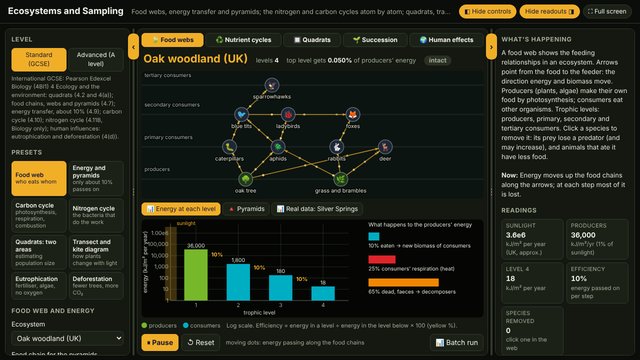 Ecosystems and Sampling
Food webs, energy transfer and pyramids; the nitrogen and carbon cycles atom by atom; quadrats, tra...
Hide controls
Hide readouts
Full screen
LEVEL
Standard (GCSE)
Advanced (A level)
International GCSE: Pearson Edexcel
Biology (4BI1) 4 Ecology and the
environment: quadrats (4.2 and 4(a));
food chains, webs and pyramids (4.7);
energy transfer, about 10% (4.9); carbon
cycle (4.10); nitrogen cycle (4.11B,
Biology only); human influences:
eutrophication and deforestation (4(d)).
PRESETS
Food web
who eats whom
Energy and pyramids
only about 10% passes on
Carbon cycle
photosynthesis, respiration, combustion
Nitrogen cycle
the bacteria that do the work
Quadrats: two areas
estimating population size
Transect and kite diagram
how plants change with light
Eutrophication
fertiliser, algae, no oxygen
Deforestation
fewer trees, more CO₂
FOOD WEB AND ENERGY
Ecosystem
Oak woodland (UK)
Food chain for the pyramids
Food webs
Nutrient cycles
Quadrats
Succession
Human effects
Oak woodland (UK)
levels 4
top level gets 0.050% of producers' energy
intact
tertiary consumers
sparrowhawks
secondary consumers
blue tits
ladybirds
foxes
primary consumers
caterpillars
aphids
rabbits
deer
producers
oak tree
grass and brambles
Energy at each level
Pyramids
Real data: Silver Springs
energy (kJ/m² per year)
sunlight
1,000e6
36,000
10%
1,800
10%
180
10%
18
1
2
3
4
trophic level
What happens to the producers' energy
10% eaten → new biomass of consumers
25% consumers' respiration (heat)
65% dead, faeces → decomposers
producers
consumers
Log scale. Efficiency = energy in a level ÷ energy in the level below × 100 (yellow %).
Pause
Reset
moving dots: energy passing along the food chains
Batch run
WHAT'S HAPPENING
A food web shows the feeding
relationships in an ecosystem. Arrows
point from the food to the feeder: the
direction energy and biomass move.
Producers (plants, algae) make their own
food by photosynthesis; consumers eat
other organisms. Trophic levels:
producers, primary, secondary and
tertiary consumers. Click a species to
remove it: its prey lose a predator (and
may increase), and animals that ate it
have less food.
Now: Energy moves up the food chains
along the arrows; at each step most of it
is lost.
READINGS
SUNLIGHT
3.6e6
kJ/m² per year (UK, approx.)
PRODUCERS
36,000
kJ/m²/yr (1% of sunlight)
LEVEL 4
18
kJ/m² per year
EFFICIENCY
10%
energy passed on per step
SPECIES REMOVED
0
click one in the web